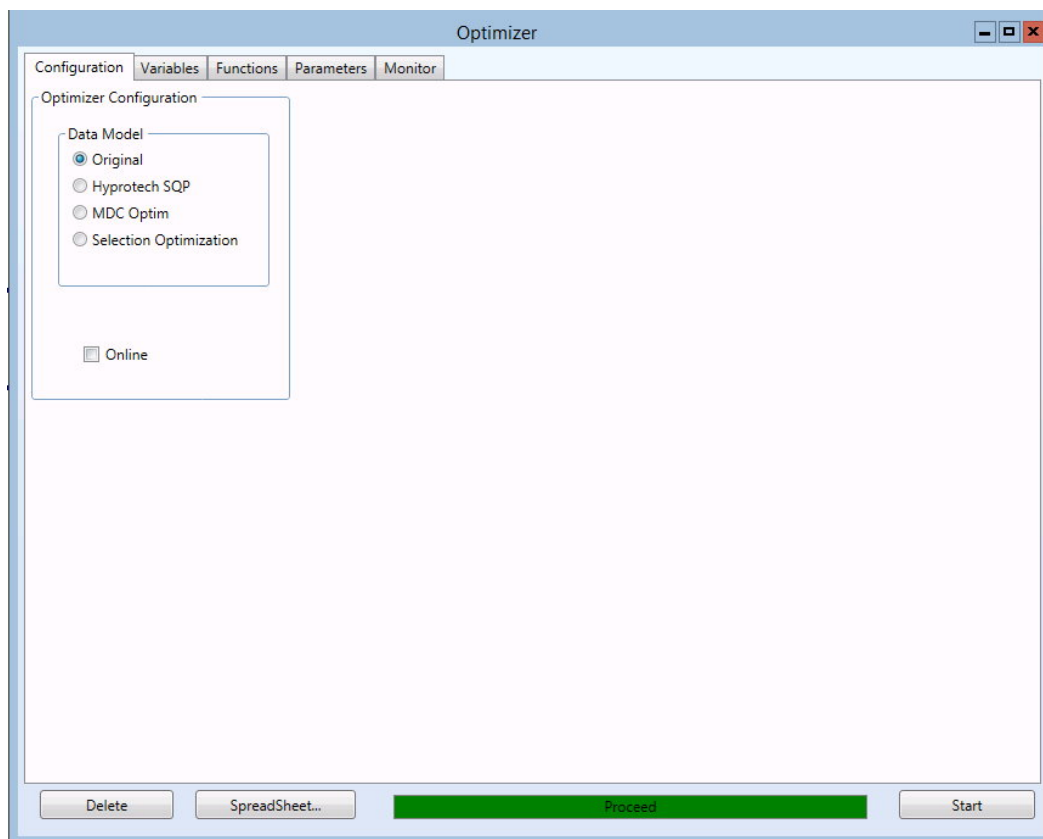 Optimizer
Configuration Variables Functions Parameters Monitor
Optimizer Configuration
Data Model
Original
Hyprotech SQP
MDC Optim
Selection Optimization
Online
Delete SpreadSheet... Proceed Start